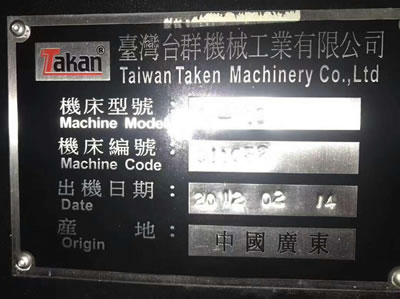 Takan®
臺灣台群機械工業有限公司
Taiwan Taken Machinery Co.,Ltd
機床型號：
Machine Model
機床編號：
Machine Code
出機日期： 2012 02 14
Date
產地： 中國廣東
Origin